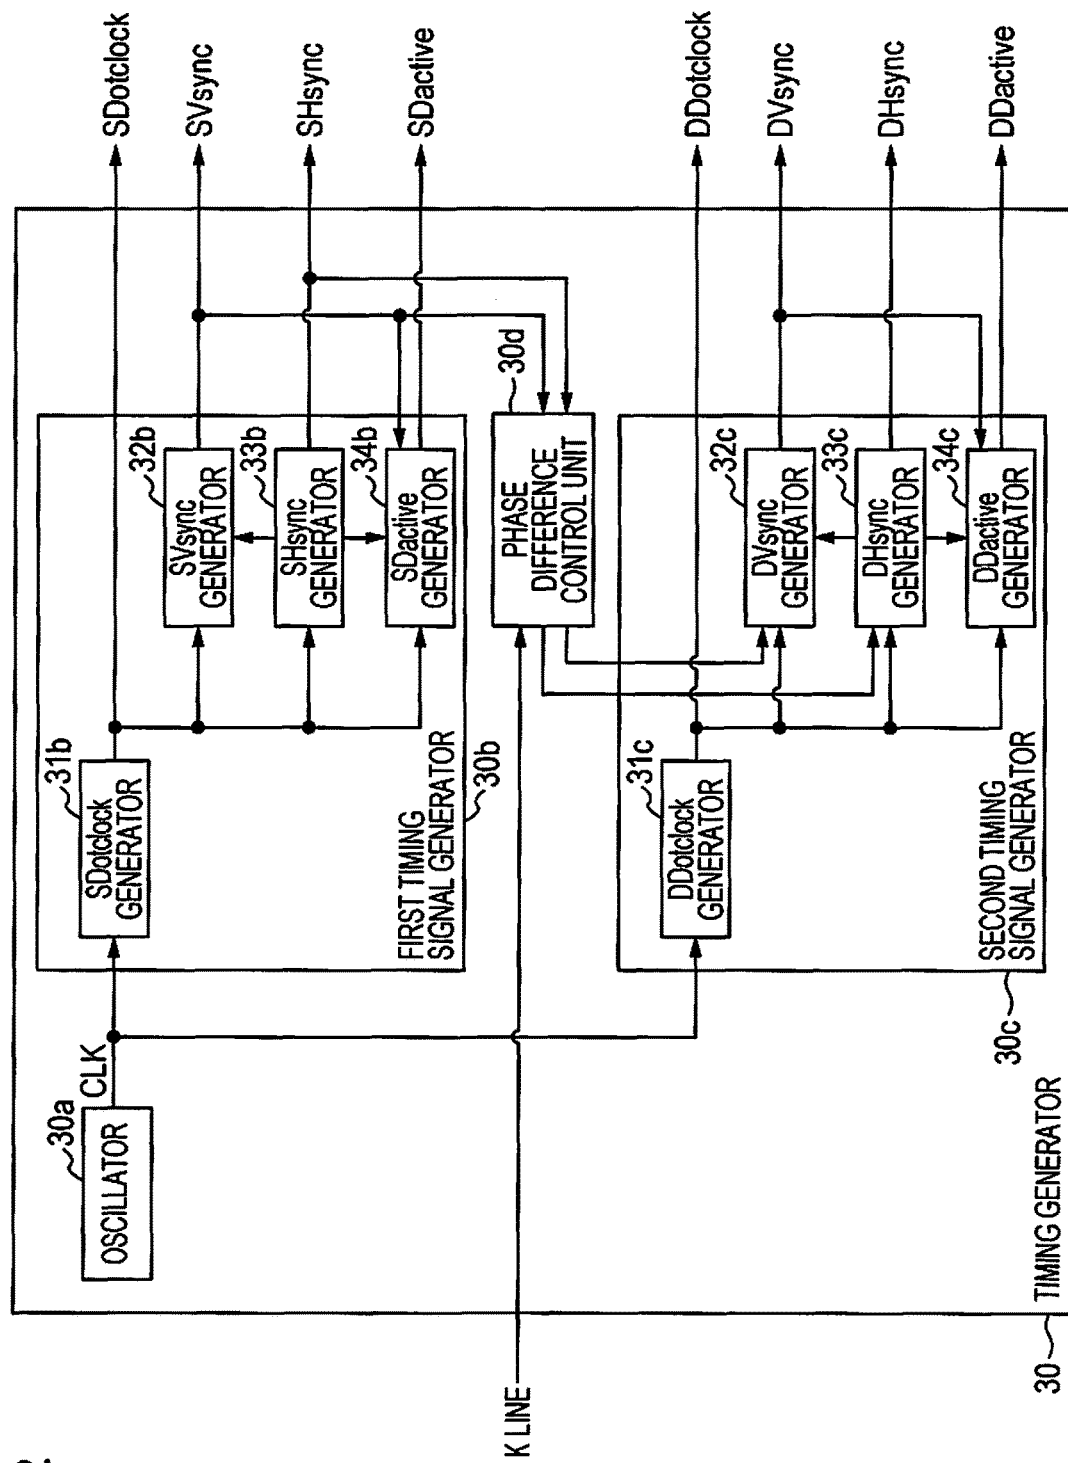 30a
OSCILLATOR
CLK
31b
SDotclock
GENERATOR
32b
SVsync
GENERATOR
33b
SHsync
GENERATOR
34b
SDactive
GENERATOR
FIRST TIMING
SIGNAL GENERATOR
30b
SDotclock
SVsync
SHsync
SDactive
30d
PHASE
DIFFERENCE
CONTROL UNIT
K LINE
31c
DDotclock
GENERATOR
32c
DVsync
GENERATOR
33c
DHsync
GENERATOR
34c
DDactive
GENERATOR
SECOND TIMING
SIGNAL GENERATOR
30c
DDotclock
DVsync
DHsync
DDactive
30
TIMING GENERATOR